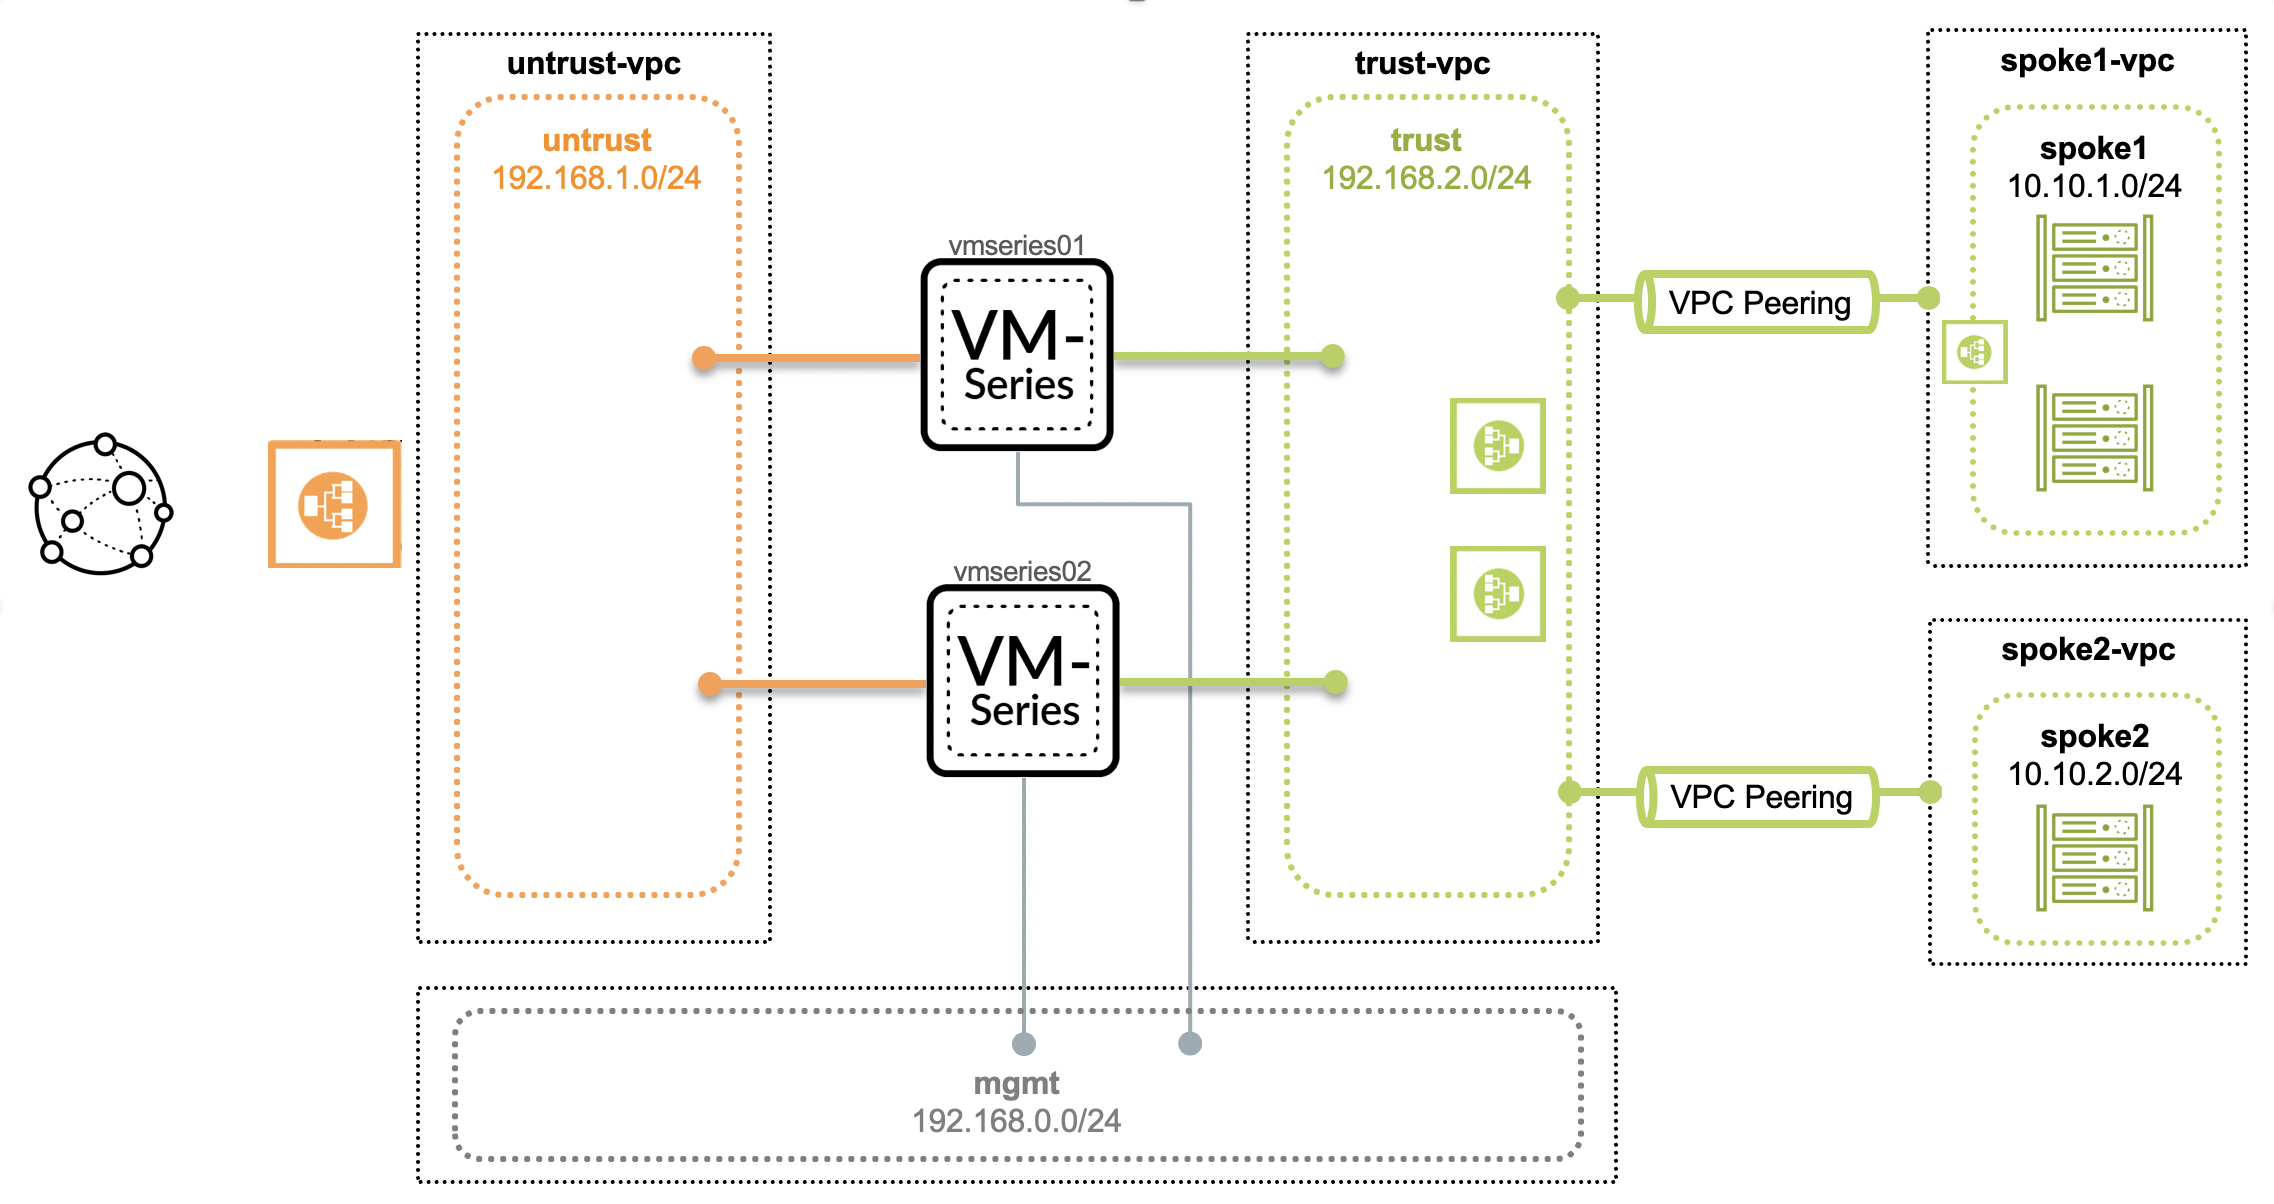 untrust-vpc
untrust
192.168.1.0/24
vmseries01
VM-
Series
vmseries02
VM-
Series
trust-vpc
trust
192.168.2.0/24
VPC Peering
VPC Peering
spoke1-vpc
spoke1
10.10.1.0/24
spoke2-vpc
spoke2
10.10.2.0/24
mgmt
192.168.0.0/24